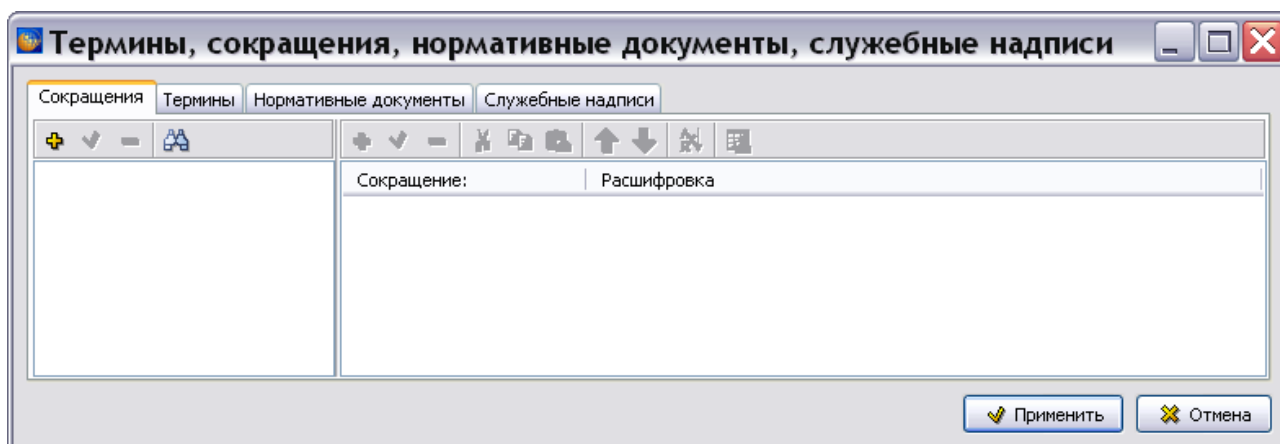 Термины, сокращения, нормативные документы, служебные надписи
Сокращения Термины Нормативные документы Служебные надписи
Сокращение: Расшифровка
Применить Отмена